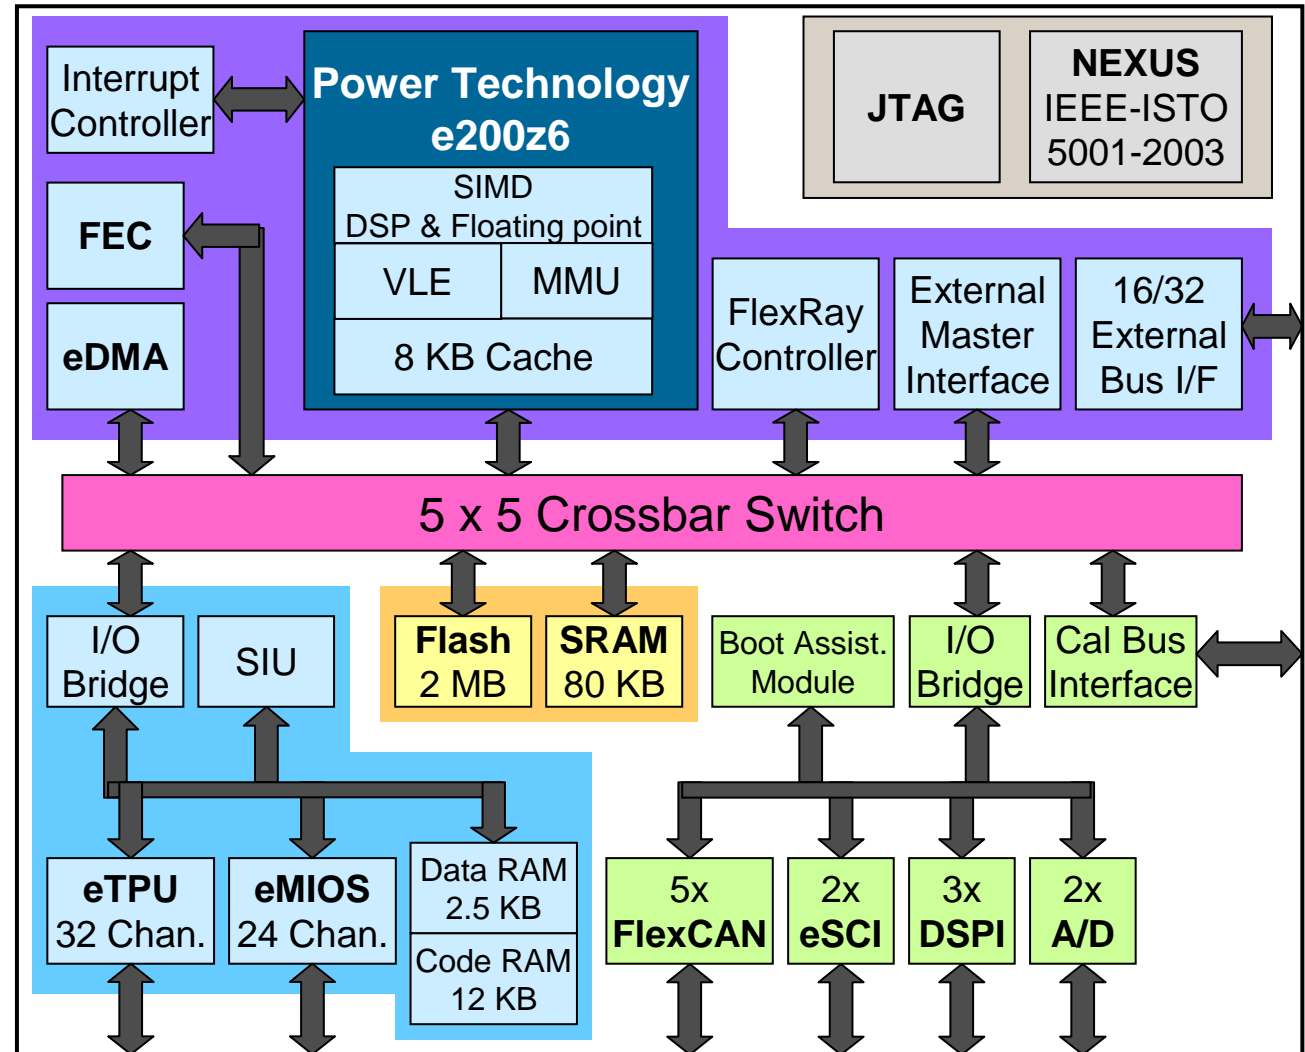 Interrupt
Controller
Power Technology
e200z6
JTAG
NEXUS
IEEE-ISTO
5001-2003
SIMD
DSP & Floating point
FEC
VLE
MMU
eDMA
8 KB Cache
FlexRay
Controller
External
Master
Interface
16/32
External
Bus I/F
5 x 5 Crossbar Switch
I/O
Bridge
SIU
Flash
2 MB
SRAM
80 KB
Boot Assist.
Module
I/O
Bridge
Cal Bus
Interface
eTPU
32 Chan.
eMIOS
24 Chan.
Data RAM
2.5 KB
Code RAM
12 KB
5x
FlexCAN
2x
eSCI
3x
DSPI
2x
A/D